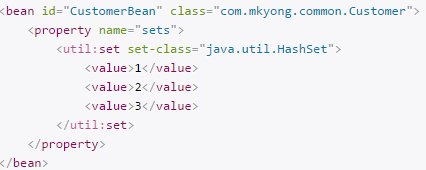 <bean id="CustomerBean" class="com.mkyong.common.Customer">
    <property name="sets">
        <util:set set-class="java.util.HashSet">
            <value>1</value>
            <value>2</value>
            <value>3</value>
        </util:set>
    </property>
</bean>